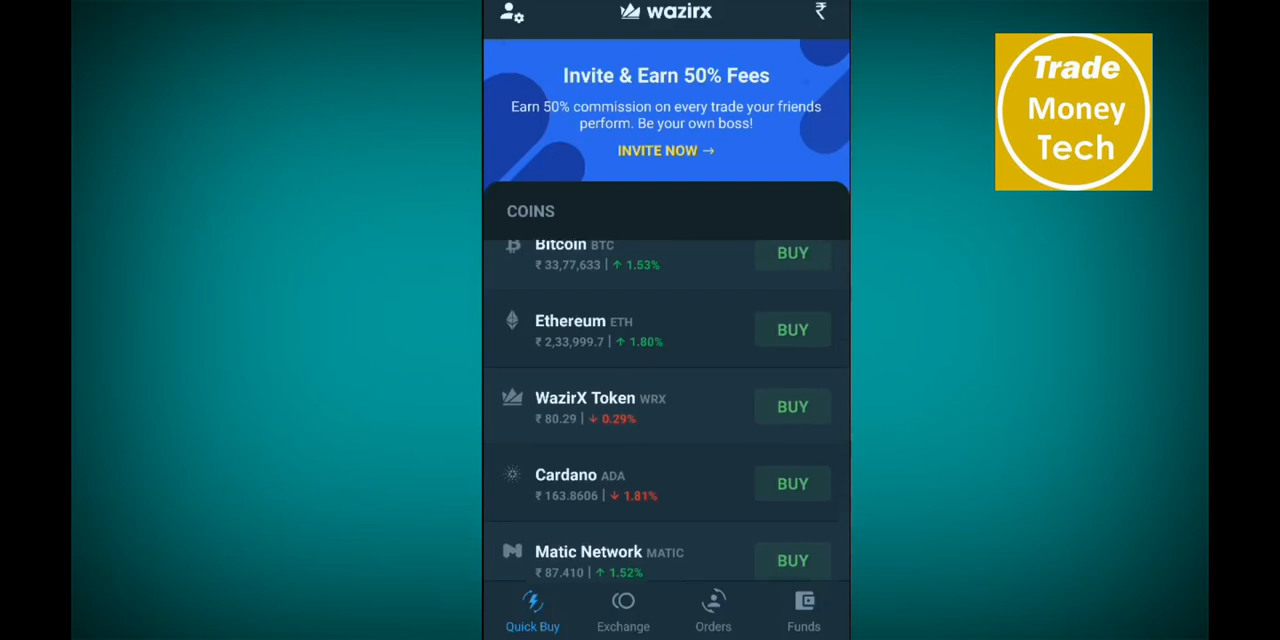 wazirx
₹
Invite & Earn 50% Fees
Earn 50% commission on every trade your friends
perform. Be your own boss!
INVITE NOW →
COINS
Bitcoin BTC
₹ 33,77,633 | ↑ 1.53%
BUY
Ethereum ETH
₹ 2,33,999.7 | ↑ 1.80%
BUY
WazirX Token WRX
₹ 80.29 | ↓ 0.29%
BUY
Cardano ADA
₹ 163.8606 | ↓ 1.81%
BUY
Matic Network MATIC
₹ 87.410 | ↑ 1.52%
BUY
Quick Buy
Exchange
Orders
Funds
Trade
Money
Tech